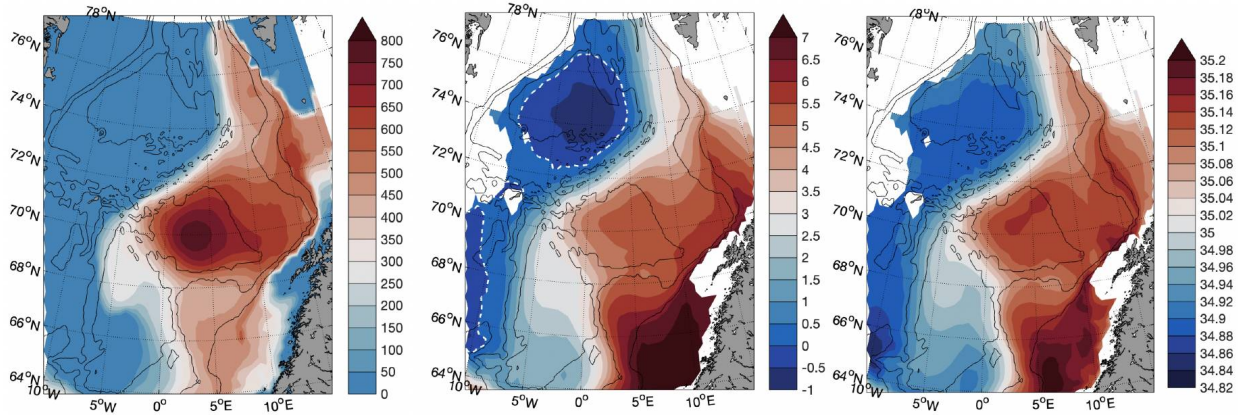 78°N
76°N
74°N
72°N
70°N
68°N
66°N
64°N
10°W
5°W
0°
5°E
10°E
800
750
700
650
600
550
500
450
400
350
300
250
200
150
100
50
0
78°N
76°N
74°N
72°N
70°N
68°N
66°N
64°N
10°W
5°W
0°
5°E
10°E
7
6.5
6
5.5
5
4.5
4
3.5
3
2.5
2
1.5
1
0.5
0
-0.5
-1
78°N
76°N
74°N
72°N
70°N
68°N
66°N
64°N
10°W
5°W
0°
5°E
10°E
35.2
35.18
35.16
35.14
35.12
35.1
35.08
35.06
35.04
35.02
35
34.98
34.96
34.94
34.92
34.9
34.88
34.86
34.84
34.82